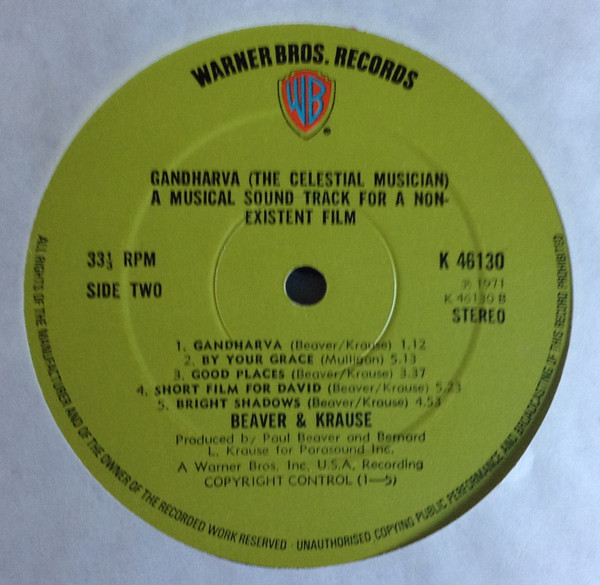 WARNER BROS. RECORDS
WB
GANDHARVA (THE CELESTIAL MUSICIAN)
A MUSICAL SOUND TRACK FOR A NON-
EXISTENT FILM
33⅓ RPM
SIDE TWO
K 46130
℗ 1971
K 46130 B
STEREO
1. GANDHARVA (Beaver/Krause) 1.12
2. BY YOUR GRACE (Mulligan) 5.13
3. GOOD PLACES (Beaver/Krause) 3.37
4. SHORT FILM FOR DAVID (Beaver/Krause) 5.23
5. BRIGHT SHADOWS (Beaver/Krause) 4.53
BEAVER & KRAUSE
Produced by Paul Beaver and Bernard
L. Krause for Parasound Inc.
A Warner Bros. Inc. U.S.A. Recording
COPYRIGHT CONTROL (1—5)
ALL RIGHTS OF THE MANUFACTURER AND OF THE OWNER OF THE RECORDED WORK RESERVED · UNAUTHORISED COPYING PUBLIC PERFORMANCE AND BROADCASTING OF THIS RECORD PROHIBITED